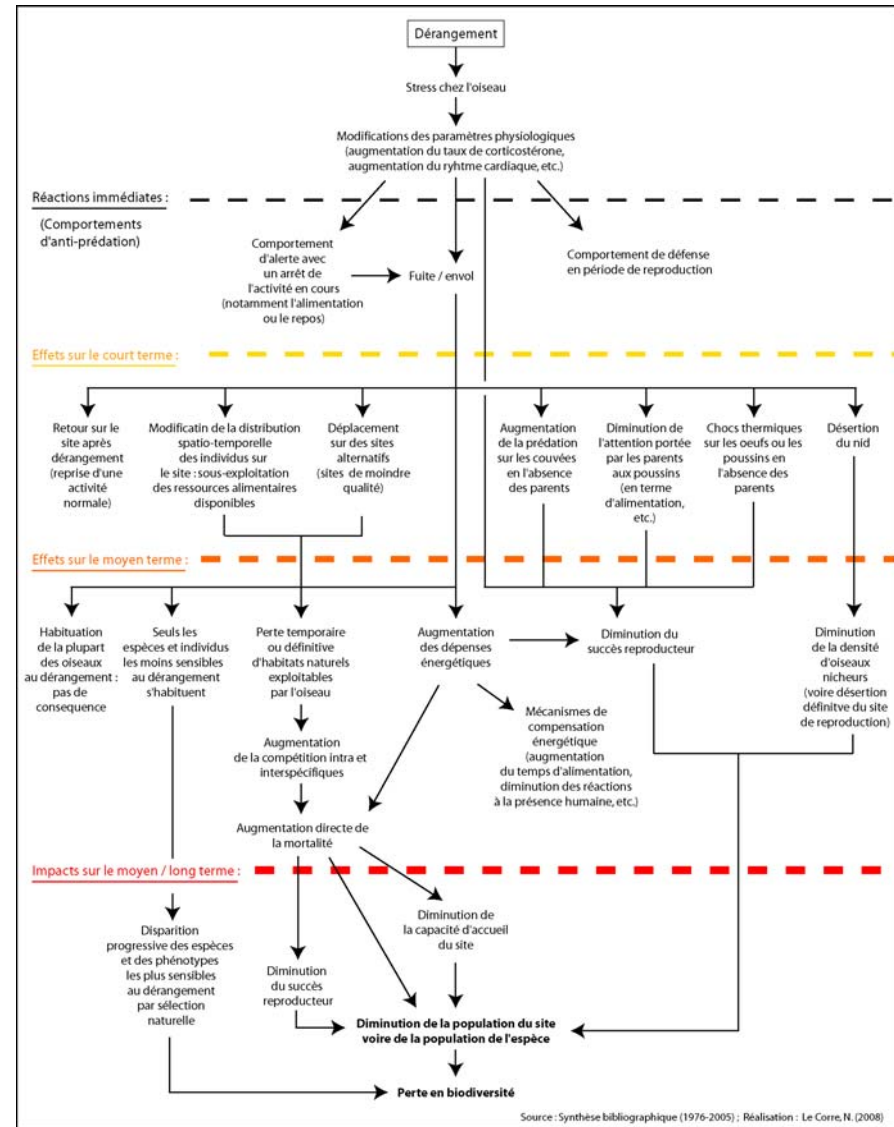 Dérangement
Stress chez l'oiseau
Modifications des paramètres physiologiques
(augmentation du taux de corticostérone,
augmentation du ryhtme cardiaque, etc.)
Réactions immédiates :
(Comportements
d'anti-prédation)
Comportement
d'alerte avec
un arrêt de
l'activité en cours
(notamment l'alimentation
ou le repos)
Fuite / envol
Comportement de défense
en période de reproduction
Effets sur le court terme :
Retour sur le
site après
dérangement
(reprise d'une
activité
normale)
Modificatin de la distribution
spatio-temporelle
des individus sur
le site : sous-exploitation
des ressources alimentaires
disponibles
Déplacement
sur des sites
alternatifs
(sites de moindre
qualité)
Augmentation
de la prédation
sur les couvées
en l'absence
des parents
Diminution de
l'attention portée
par les parents
aux poussins
(en terme
d'alimentation,
etc.)
Chocs thermiques
sur les oeufs ou les
poussins en
l'absence des
parents
Désertion
du nid
Effets sur le moyen terme :
Habituation
de la plupart
des oiseaux
au dérangement :
pas de
consequence
Seuls les
espèces et individus
les moins sensibles
au dérangement
s'habituent
Perte temporaire
ou définitive
d'habitats naturels
exploitables
par l'oiseau
Augmentation
des dépenses
énergétiques
Diminution du
succès reproducteur
Diminution
de la densité
d'oiseaux
nicheurs
(voire désertion
définitve du site
de reproduction)
Augmentation
de la compétition intra et
interspécifiques
Mécanismes de
compensation
énergétique
(augmentation
du temps d'alimentation,
diminution des réactions
à la présence humaine, etc.)
Augmentation directe de
la mortalité
Impacts sur le moyen / long terme :
Disparition
progressive des espèces
et des phénotypes
les plus sensibles
au dérangement
par sélection
naturelle
Diminution
du succès
reproducteur
Diminution de
la capacité d'accueil
du site
Diminution de la population du site
voire de la population de l'espèce
Perte en biodiversité
Source : Synthèse bibliographique (1976-2005) ; Réalisation : Le Corre, N. (2008)